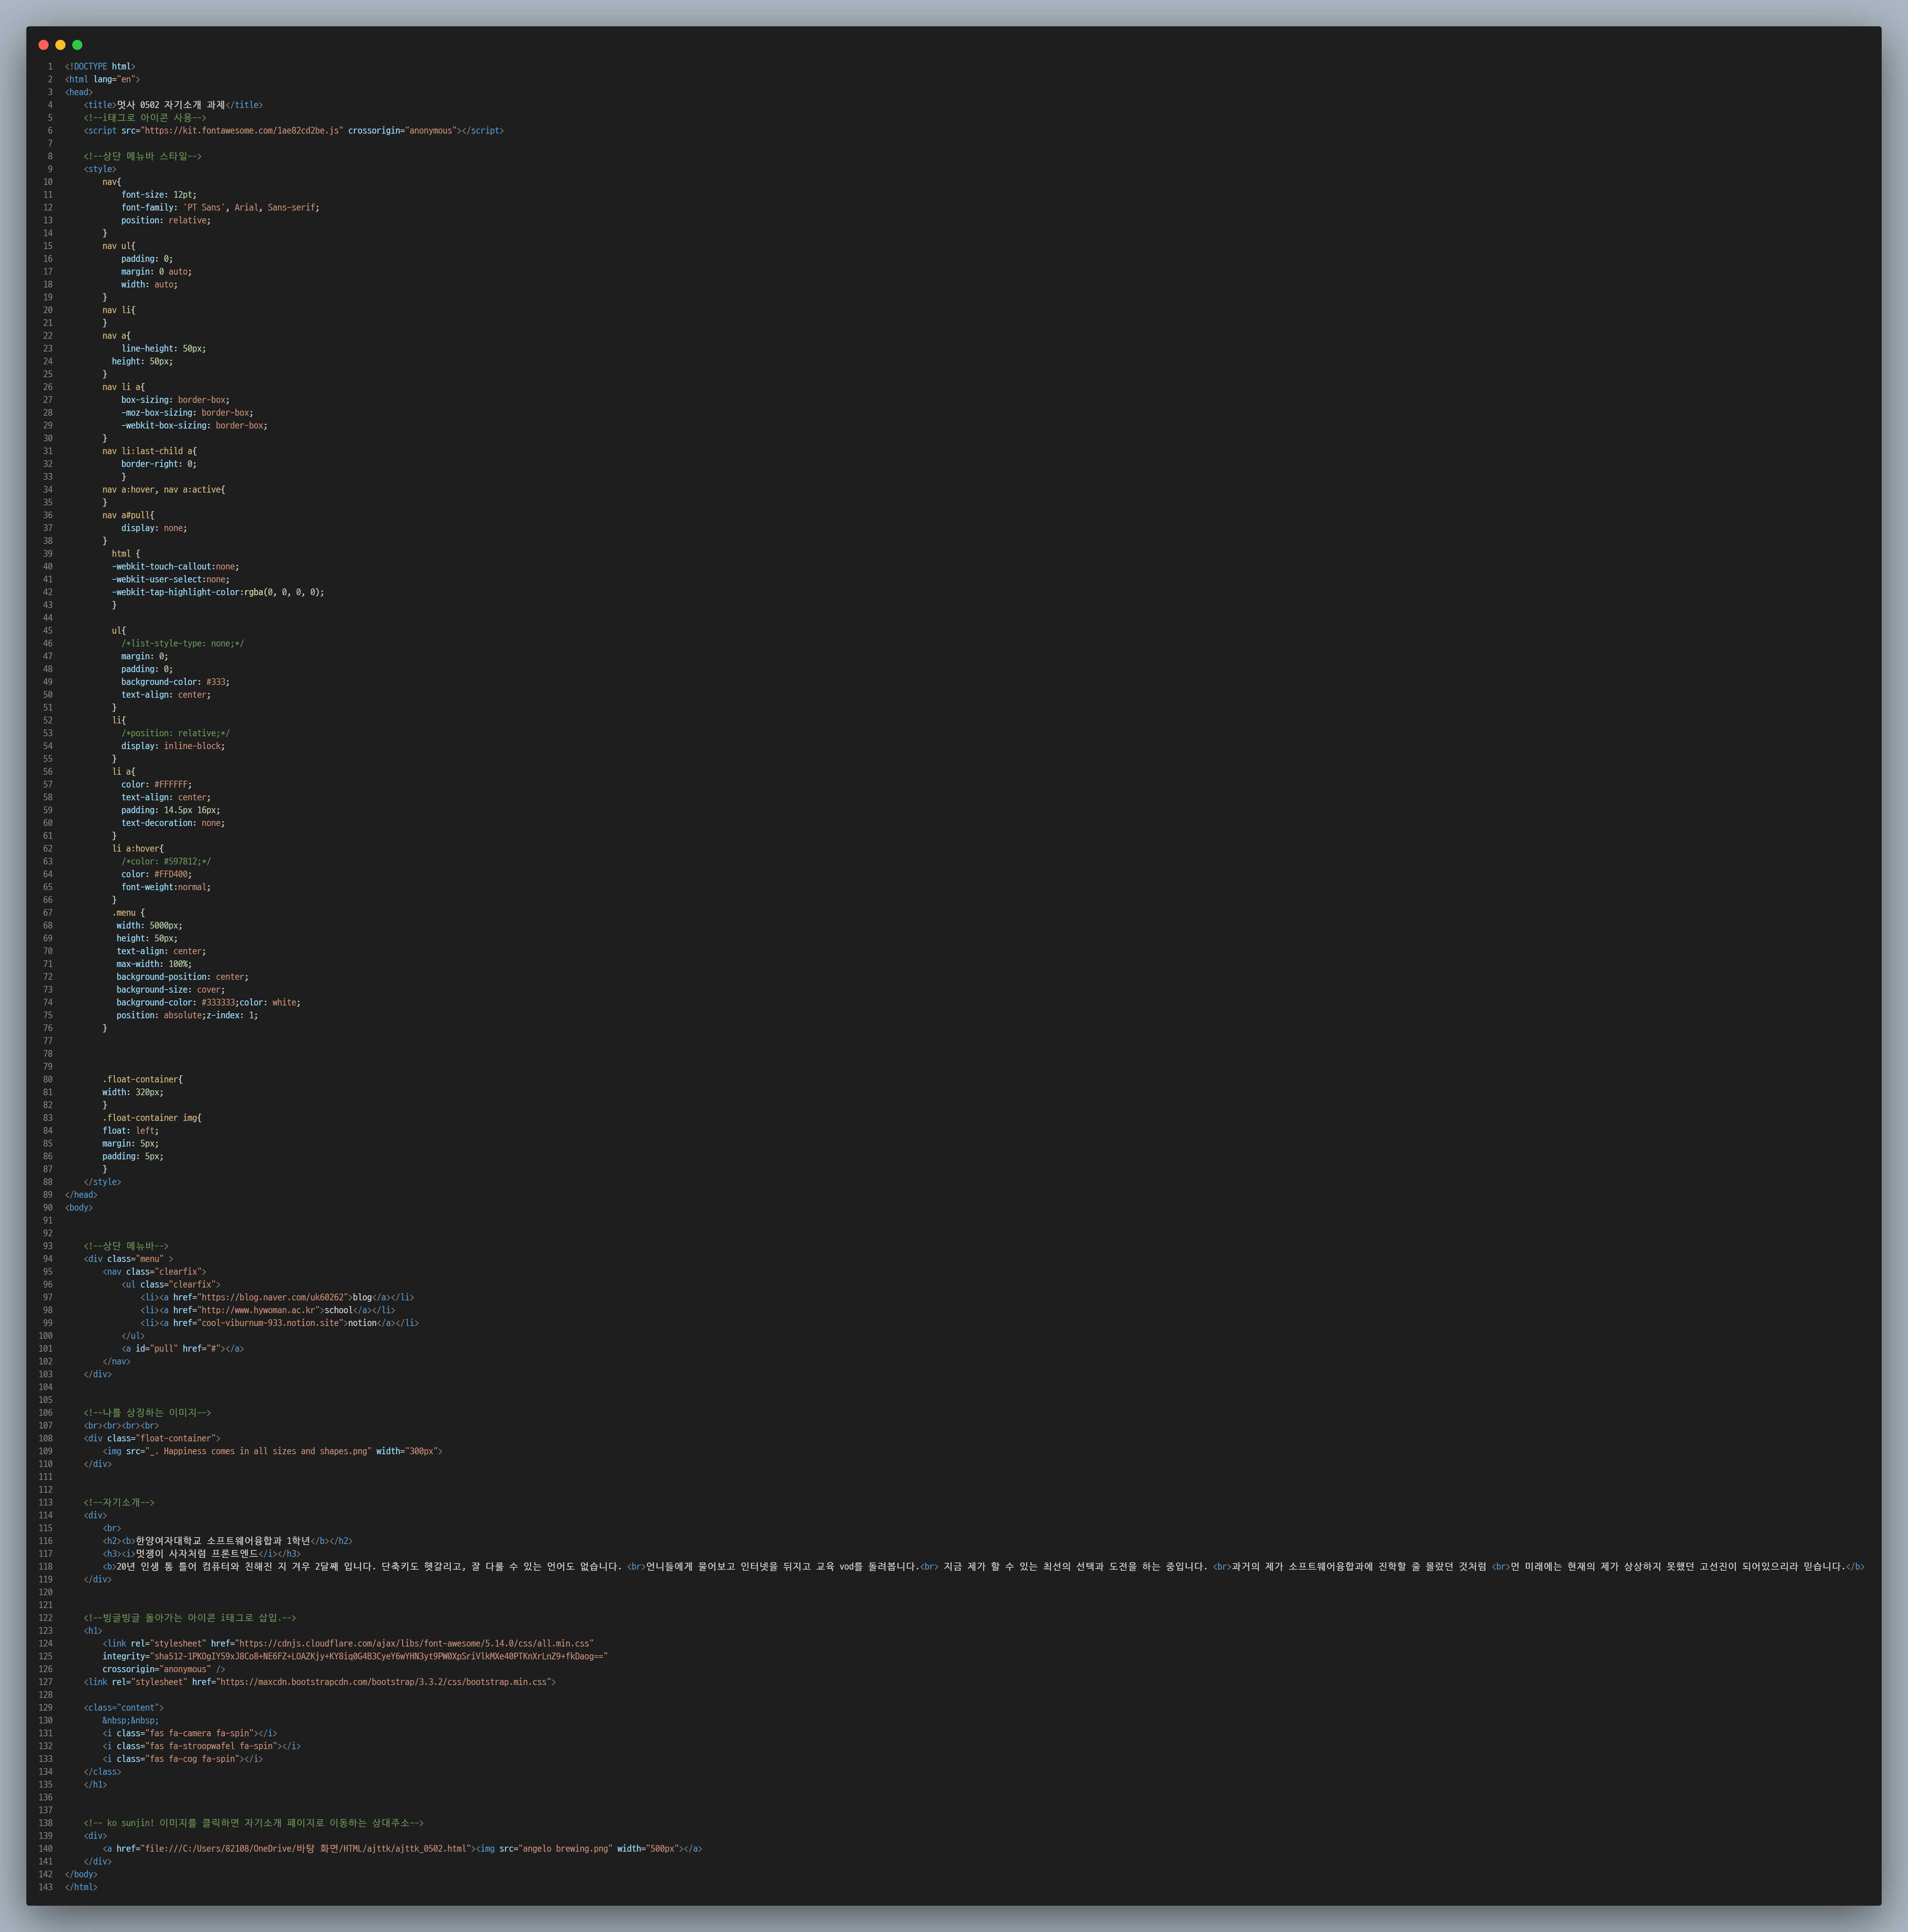 1 <!DOCTYPE html>
2 <html lang="en">
3 <head>
4     <title>멋사 0502 자기소개 과제</title>
5     <!--i태그로 아이콘 사용-->
6     <script src="https://kit.fontawesome.com/1ae82cd2be.js" crossorigin="anonymous"></script>
7
8     <!--상단 메뉴바 스타일-->
9     <style>
10         nav{
11             font-size: 12pt;
12             font-family: 'PT Sans', Arial, Sans-serif;
13             position: relative;
14         }
15         nav ul{
16             padding: 0;
17             margin: 0 auto;
18             width: auto;
19         }
20         nav li{
21         }
22         nav a{
23             line-height: 50px;
24           height: 50px;
25         }
26         nav li a{
27             box-sizing: border-box;
28             -moz-box-sizing: border-box;
29             -webkit-box-sizing: border-box;
30         }
31         nav li:last-child a{
32             border-right: 0;
33             }
34         nav a:hover, nav a:active{
35         }
36         nav a#pull{
37             display: none;
38         }
39           html {
40           -webkit-touch-callout:none;
41           -webkit-user-select:none;
42           -webkit-tap-highlight-color:rgba(0, 0, 0, 0);
43           }
44
45           ul{
46             /*list-style-type: none;*/
47             margin: 0;
48             padding: 0;
49             background-color: #333;
50             text-align: center;
51           }
52           li{
53             /*position: relative;*/
54             display: inline-block;
55           }
56           li a{
57             color: #FFFFFF;
58             text-align: center;
59             padding: 14.5px 16px;
60             text-decoration: none;
61           }
62           li a:hover{
63             /*color: #597812;*/
64             color: #FFD400;
65             font-weight:normal;
66           }
67           .menu {
68            width: 5000px;
69            height: 50px;
70            text-align: center;
71            max-width: 100%;
72            background-position: center;
73            background-size: cover;
74            background-color: #333333;color: white;
75            position: absolute;z-index: 1;
76         }
77
78
79
80         .float-container{
81         width: 320px;
82         }
83         .float-container img{
84         float: left;
85         margin: 5px;
86         padding: 5px;
87         }
88     </style>
89 </head>
90 <body>
91
92
93     <!--상단 메뉴바-->
94     <div class="menu" >
95         <nav class="clearfix">
96             <ul class="clearfix">
97                 <li><a href="https://blog.naver.com/uk60262">blog</a></li>
98                 <li><a href="http://www.hywoman.ac.kr">school</a></li>
99                 <li><a href="cool-viburnum-933.notion.site">notion</a></li>
100             </ul>
101             <a id="pull" href="#"></a>
102         </nav>
103     </div>
104
105
106     <!--나를 상징하는 이미지-->
107     <br><br><br><br>
108     <div class="float-container">
109         <img src="_. Happiness comes in all sizes and shapes.png" width="300px">
110     </div>
111
112
113     <!--자기소개-->
114     <div>
115         <br>
116         <h2><b>한양여자대학교 소프트웨어융합과 1학년</b></h2>
117         <h3><i>멋쟁이 사자처럼 프론트엔드</i></h3>
118         <b>20년 인생 통 틀어 컴퓨터와 친해진 지 겨우 2달째 입니다. 단축키도 헷갈리고, 잘 다룰 수 있는 언어도 없습니다. <br>언니들에게 물어보고 인터넷을 뒤지고 교육 vod를 돌려봅니다.<br> 지금 제가 할 수 있는 최선의 선택과 도전을 하는 중입니다. <br>과거의 제가 소프트웨어융합과에 진학할 줄 몰랐던 것처럼 <br>먼 미래에는 현재의 제가 상상하지 못했던 고선진이 되어있으리라 믿습니다.</b>
119     </div>
120
121
122     <!--빙글빙글 돌아가는 아이콘 i태그로 삽입.-->
123     <h1>
124         <link rel="stylesheet" href="https://cdnjs.cloudflare.com/ajax/libs/font-awesome/5.14.0/css/all.min.css"
125         integrity="sha512-1PKOgIY59xJ8Co8+NE6FZ+LOAZKjy+KY8iq0G4B3CyeY6wYHN3yt9PW0XpSriVlkMXe40PTKnXrLnZ9+fkDaog=="
126         crossorigin="anonymous" />
127     <link rel="stylesheet" href="https://maxcdn.bootstrapcdn.com/bootstrap/3.3.2/css/bootstrap.min.css">
128
129     <class="content">
130         &nbsp;&nbsp;
131         <i class="fas fa-camera fa-spin"></i>
132         <i class="fas fa-stroopwafel fa-spin"></i>
133         <i class="fas fa-cog fa-spin"></i>
134     </class>
135     </h1>
136
137
138     <!-- ko sunjin! 이미지를 클릭하면 자기소개 페이지로 이동하는 상대주소-->
139     <div>
140         <a href="file:///C:/Users/82108/OneDrive/바탕 화면/HTML/ajttk/ajttk_0502.html"><img src="angelo brewing.png" width="500px"></a>
141     </div>
142 </body>
143 </html>